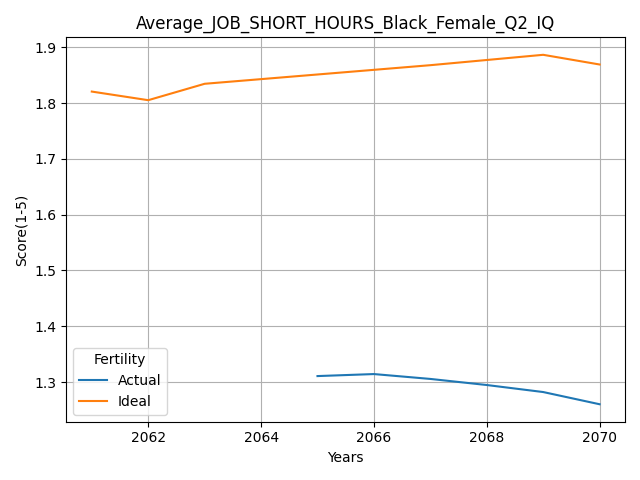 Average_JOB_SHORT_HOURS_Black_Female_Q2_IQ
1.9
1.8
1.7
1.6
1.5
1.4
1.3
Score(1-5)
Fertility
Actual
Ideal
2062 2064 2066 2068 2070
Years